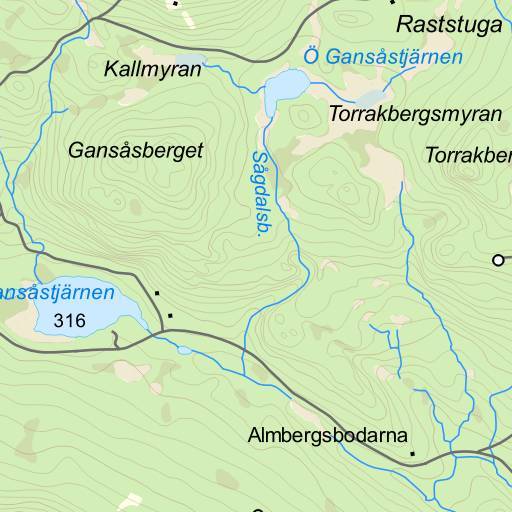 Raststuga
Ö Gansåstjärnen
Kallmyran
Torrakbergsmyran
Gansåsberget
Torrakber
Sågdalsb.
ansåstjärnen
316
Almbergsbodarna